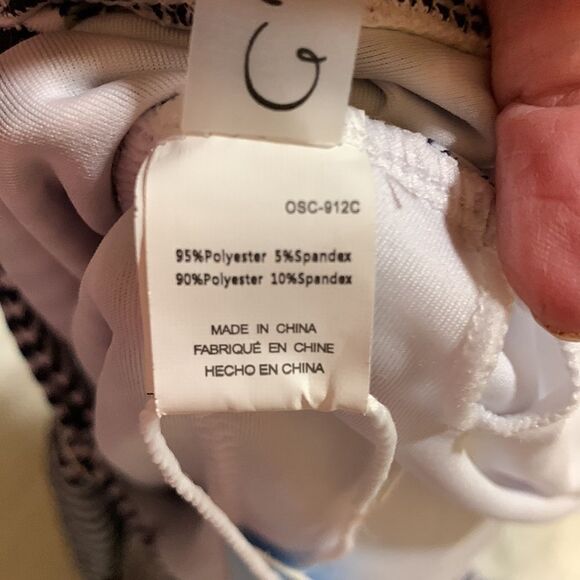 OSC-912C
95%Polyester 5%Spandex
90%Polyester 10%Spandex
MADE IN CHINA
FABRIQUÉ EN CHINE
HECHO EN CHINA